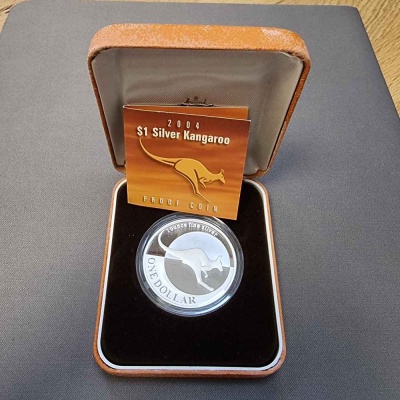 2004
$1 Silver Kangaroo
PROOF COIN
1 ounce fine silver
ONE DOLLAR